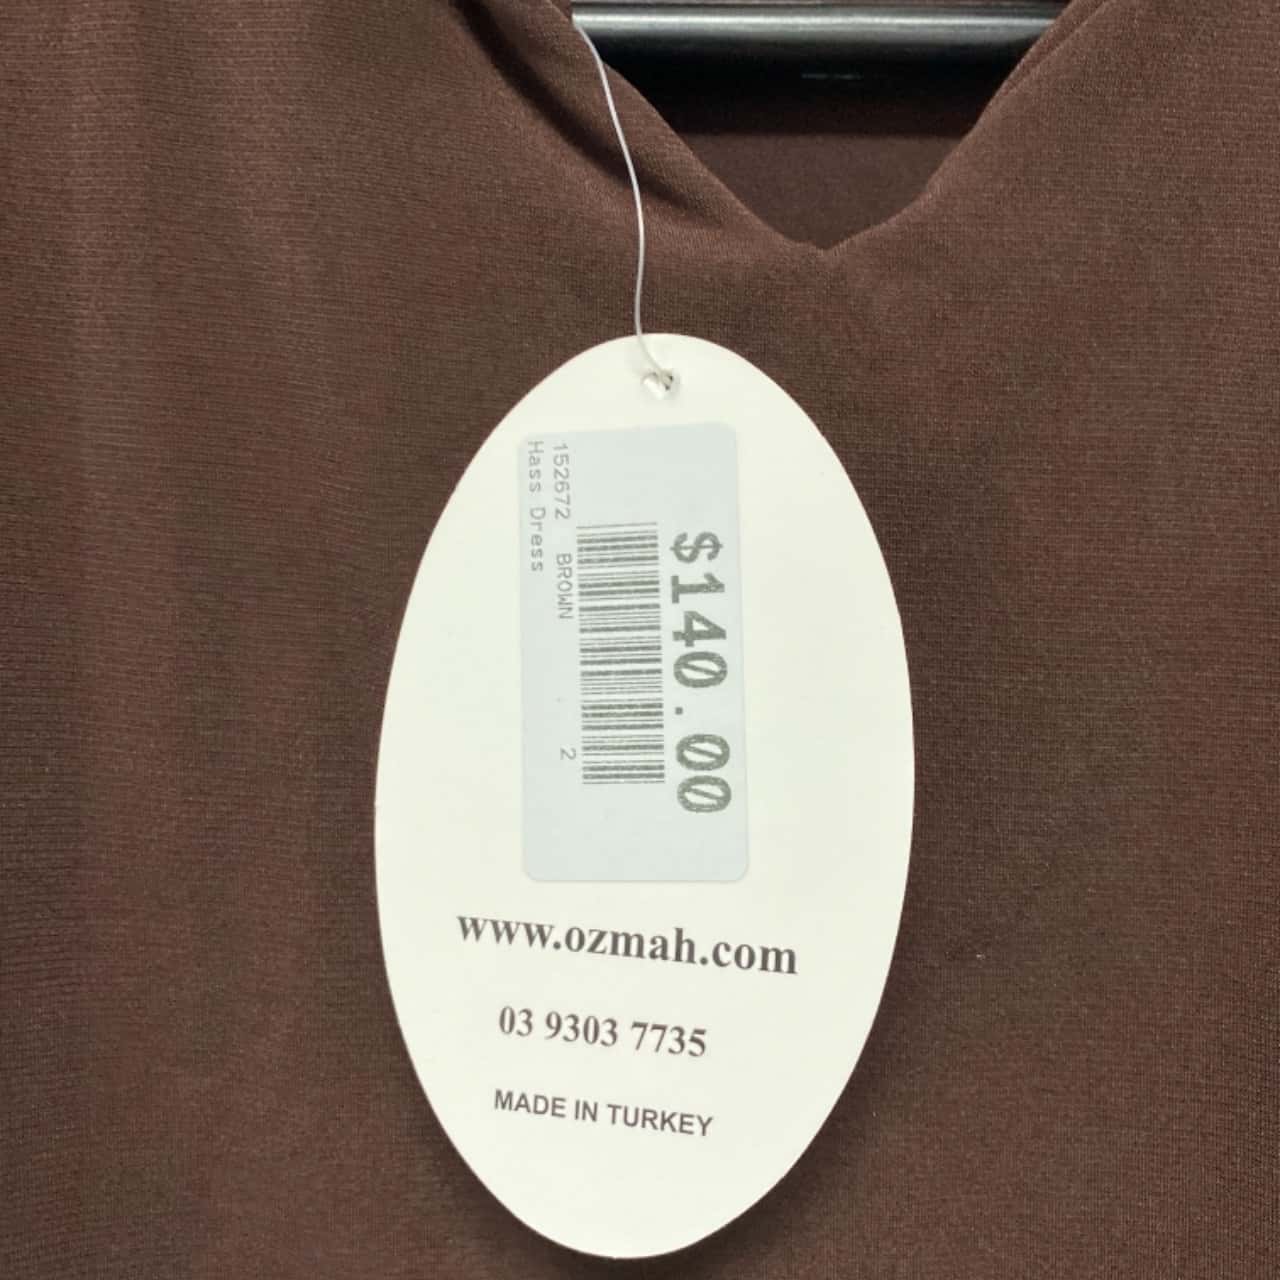 $140.00
152672 BROWN 2
Hass Dress
www.ozmah.com
03 9303 7735
MADE IN TURKEY